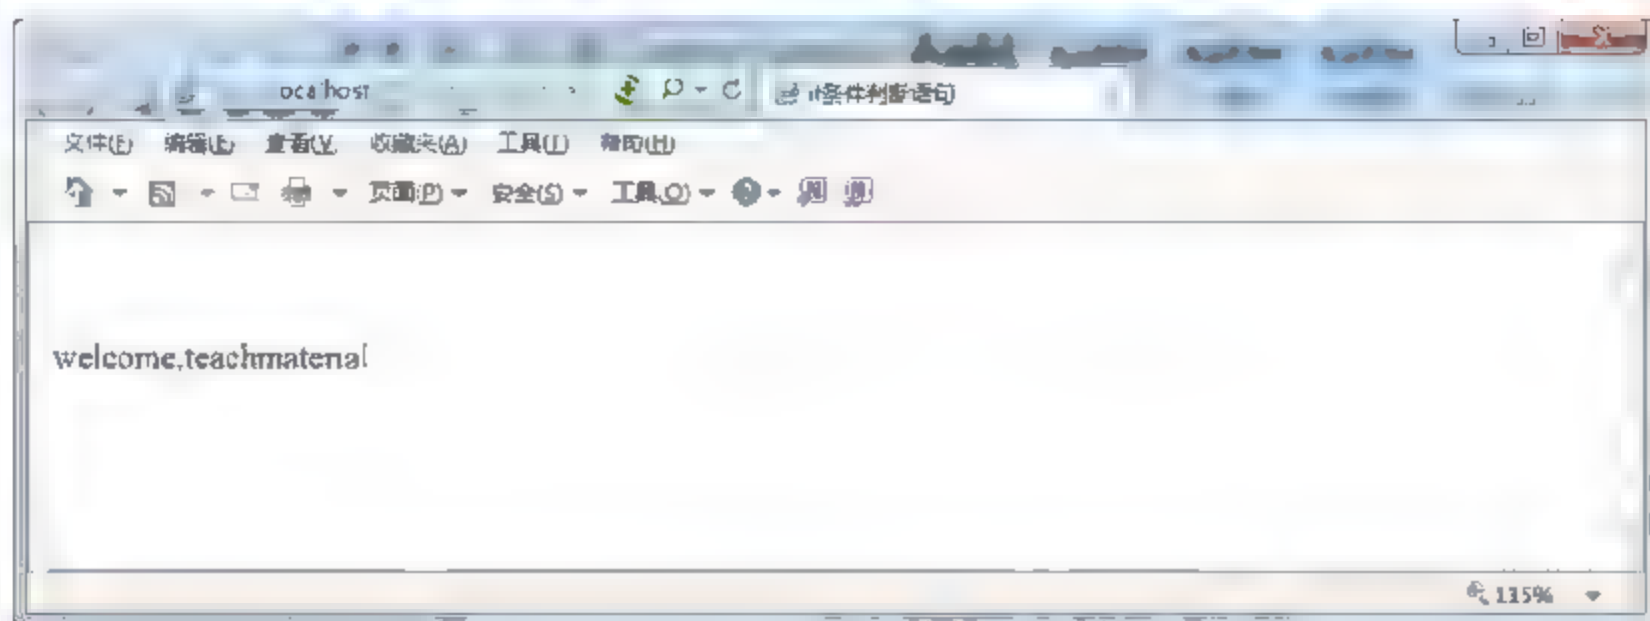 ocalhost
if条件判断语句
文件(F) 编辑(E) 查看(V) 收藏夹(A) 工具(T) 帮助(H)
页面(P) 安全(S) 工具(O)
welcome,teachmaterial
115%